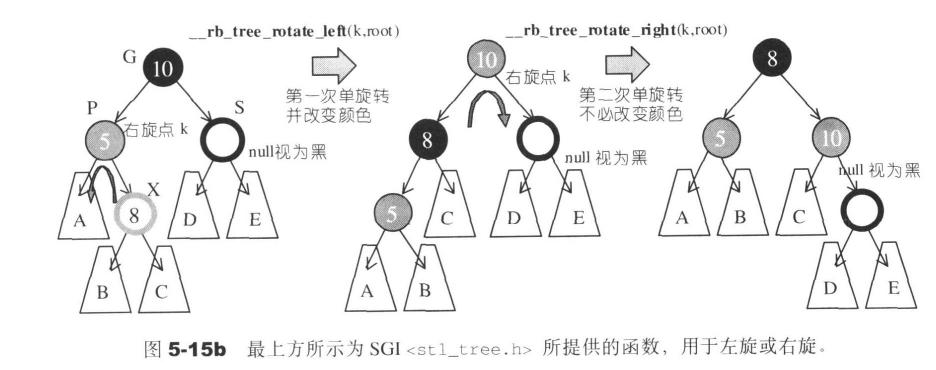 __rb_tree_rotate_left(k,root)
__rb_tree_rotate_right(k,root)
G
10
第一次单旋转
并改变颜色
10
右旋点 k
第二次单旋转
不必改变颜色
8
P
S
5
右旋点 k
null视为黑
8
null 视为黑
5
10
null视为黑
X
A
8
D
E
5
C
D
E
A
B
C
B
C
A
B
D
E
图 5-15b 最上方所示为 SGI <stl_tree.h> 所提供的函数，用于左旋或右旋。